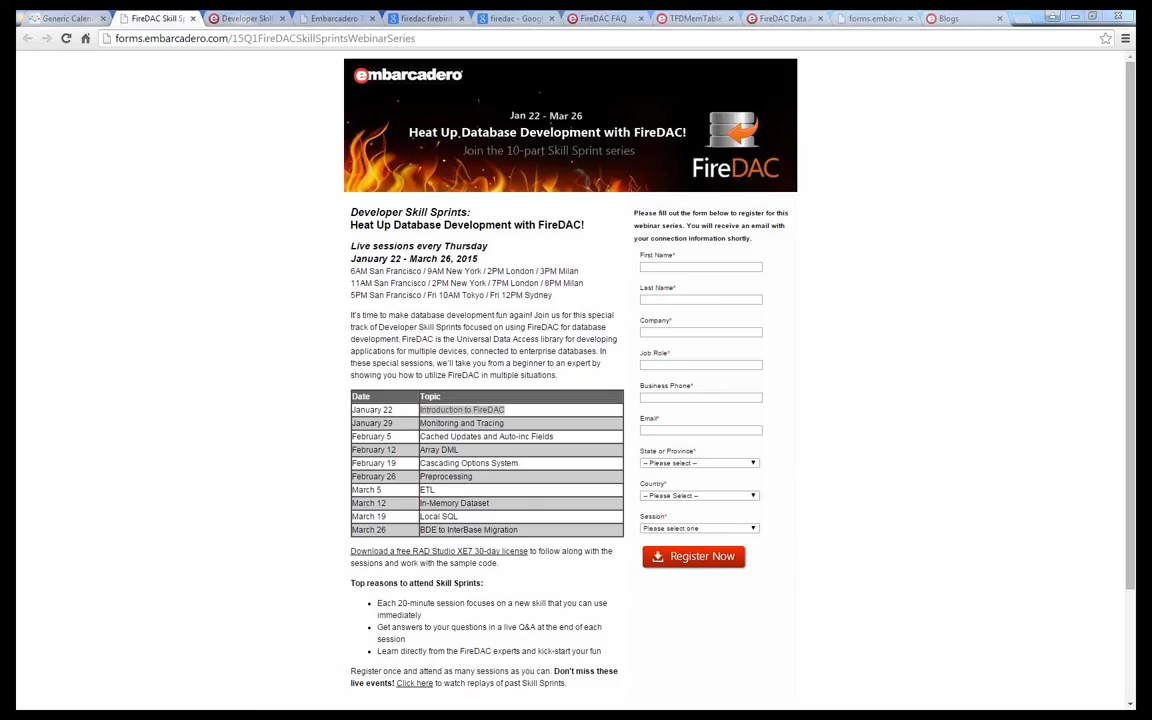 Generic Calend
FireDAC Skill S
Developer Skill
Embarcadero T
firedac firebird
firedac - Goog
FireDAC FAQ
TFDMemTable
FireDAC Data A
forms.embarc
Blogs
forms.embarcadero.com/15Q1FireDACSkillSprintsWebinarSeries
embarcadero
Jan 22 - Mar 26
Heat Up Database Development with FireDAC!
Join the 10-part Skill Sprint series
FireDAC
Developer Skill Sprints:
Heat Up Database Development with FireDAC!
Live sessions every Thursday
January 22 - March 26, 2015
6AM San Francisco / 9AM New York / 2PM London / 3PM Milan
11AM San Francisco / 2PM New York / 7PM London / 8PM Milan
5PM San Francisco / Fri 10AM Tokyo / Fri 12PM Sydney
It's time to make database development fun again! Join us for this special
track of Developer Skill Sprints focused on using FireDAC for database
development. FireDAC is the Universal Data Access library for developing
applications for multiple devices, connected to enterprise databases. In
these special sessions, we'll take you from a beginner to an expert by
showing you how to utilize FireDAC in multiple situations.
Date Topic
January 22 Introduction to FireDAC
January 29 Monitoring and Tracing
February 5 Cached Updates and Auto-inc Fields
February 12 Array DML
February 19 Cascading Options System
February 26 Preprocessing
March 5 ETL
March 12 In-Memory Dataset
March 19 Local SQL
March 26 BDE to InterBase Migration
Download a free RAD Studio XE7 30-day license to follow along with the
sessions and work with the sample code.
Top reasons to attend Skill Sprints:
• Each 20-minute session focuses on a new skill that you can use
immediately
• Get answers to your questions in a live Q&A at the end of each
session
• Learn directly from the FireDAC experts and kick-start your fun
Register once and attend as many sessions as you can. Don't miss these
live events! Click here to watch replays of past Skill Sprints.
Please fill out the form below to register for this
webinar series. You will receive an email with
your connection information shortly.
First Name*
Last Name*
Company*
Job Role*
Business Phone*
Email*
State or Province*
-- Please select --
Country*
-- Please Select --
Session*
Please select one
Register Now